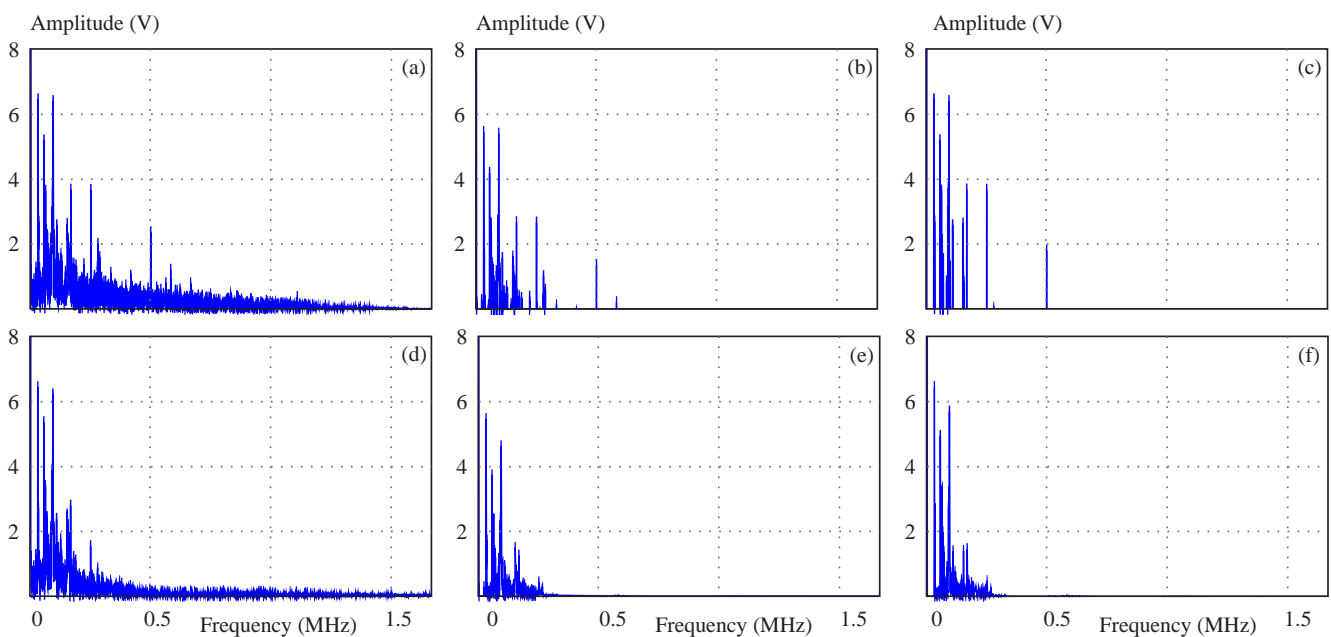 Amplitude (V) Amplitude (V) Amplitude (V)
8 (a) 8 (b) 8 (c)
6 6 6
4 4 4
2 2 2
8 (d) 8 (e) 8 (f)
6 6 6
4 4 4
2 2 2
0 0.5 Frequency (MHz) 1.5 0 0.5 Frequency (MHz) 1.5 0 0.5 Frequency (MHz) 1.5